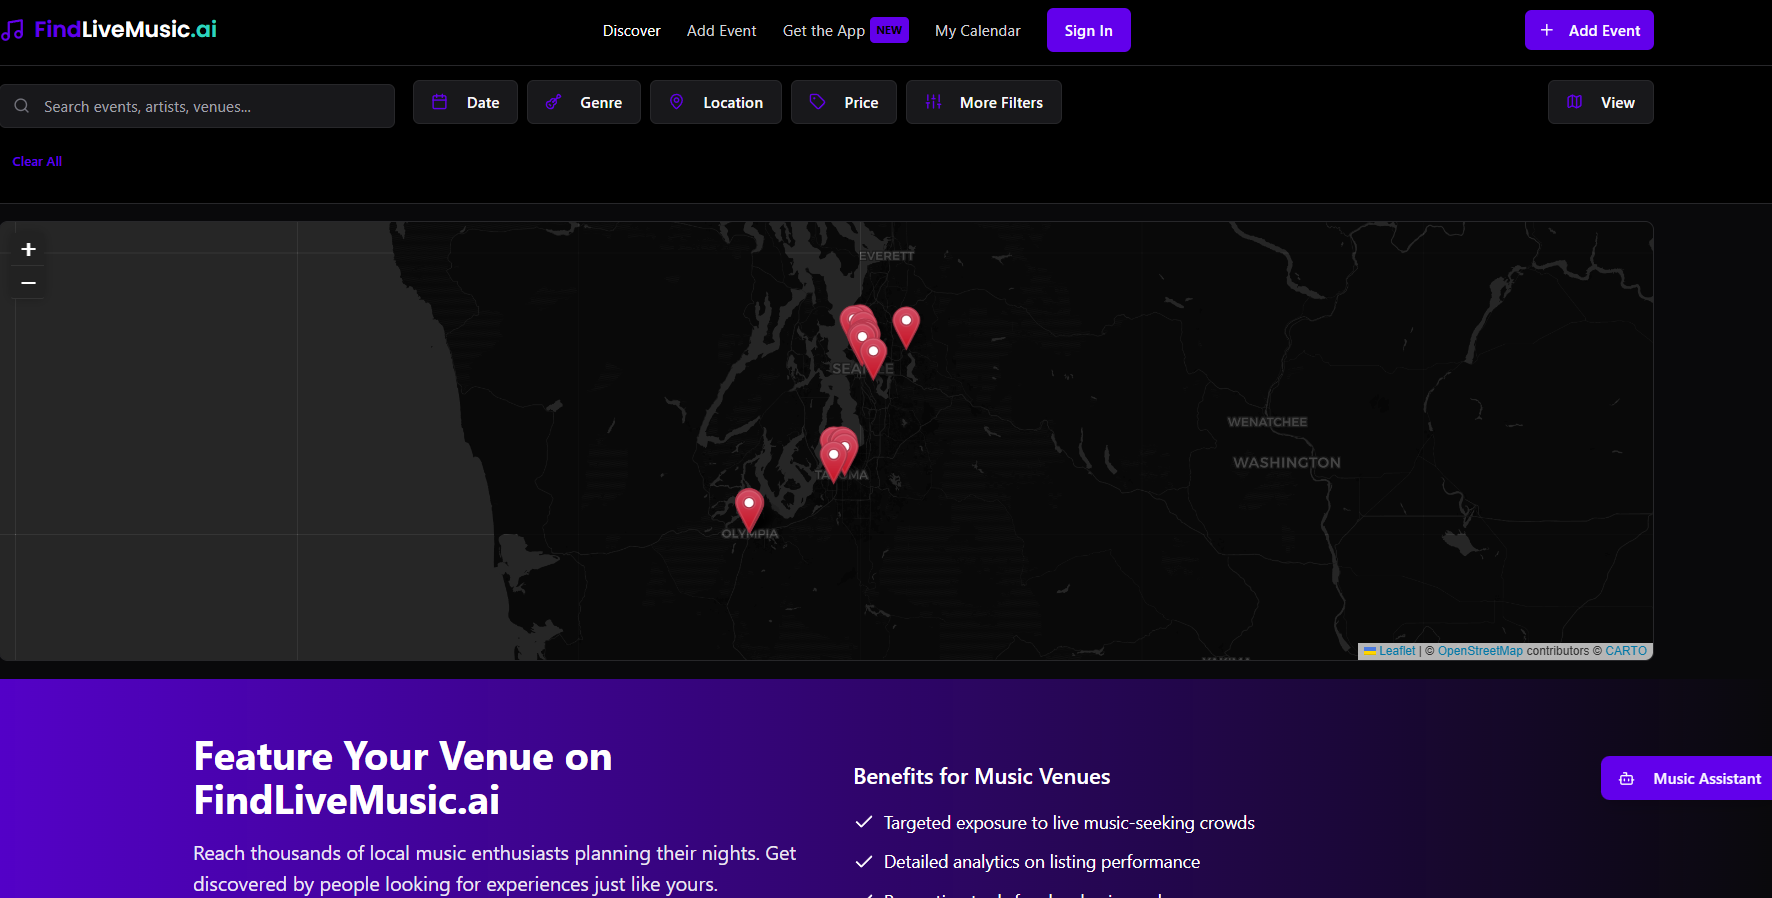 FindLiveMusic.ai
Discover
Add Event
Get the App NEW
My Calendar
Sign In
+ Add Event
Search events, artists, venues...
Date
Genre
Location
Price
More Filters
View
Clear All
+
−
EVERETT
WENATCHEE
WASHINGTON
OLYMPIA
Leaflet | © OpenStreetMap contributors © CARTO
Feature Your Venue on
FindLiveMusic.ai
Reach thousands of local music enthusiasts planning their nights. Get
discovered by people looking for experiences just like yours.
Benefits for Music Venues
Targeted exposure to live music-seeking crowds
Detailed analytics on listing performance
Music Assistant